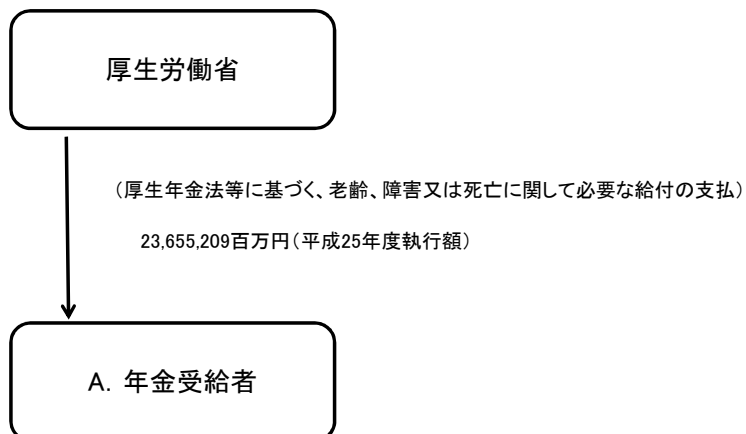 厚生労働省
（厚生年金法等に基づく、老齢、障害又は死亡に関して必要な給付の支払）
23,655,209百万円（平成25年度執行額）
A．年金受給者